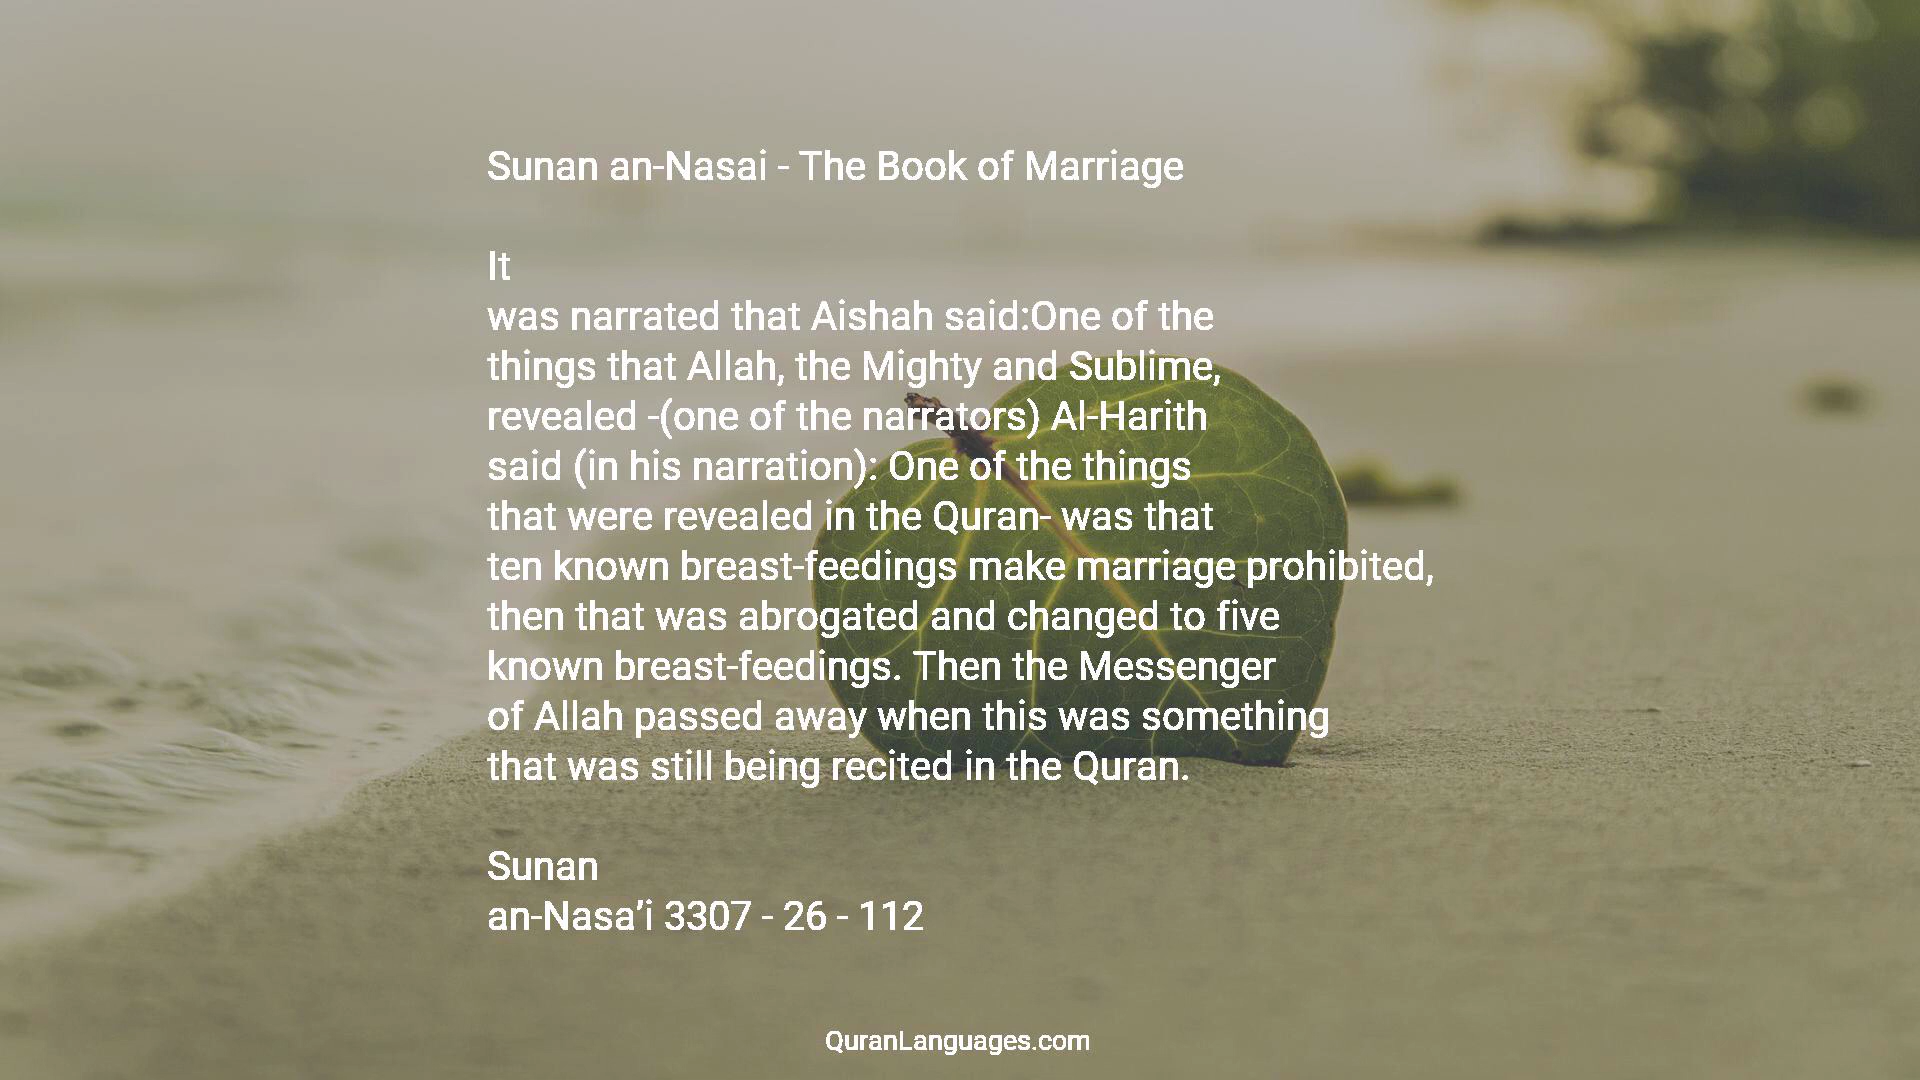 Sunan an-Nasai - The Book of Marriage
It
was narrated that Aishah said:One of the
things that Allah, the Mighty and Sublime,
revealed -(one of the narrators) Al-Harith
said (in his narration): One of the things
that were revealed in the Quran- was that
ten known breast-feedings make marriage prohibited,
then that was abrogated and changed to five
known breast-feedings. Then the Messenger
of Allah passed away when this was something
that was still being recited in the Quran.
Sunan
an-Nasa’i 3307 - 26 - 112
QuranLanguages.com